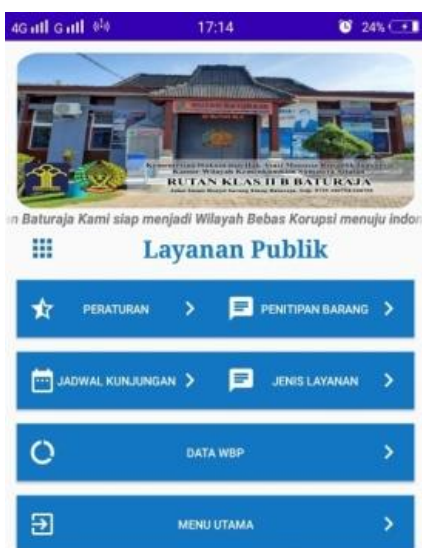 4G G 17:14 24%
RUTAN KLAS II B BATURAJA
n Baturaja Kami siap menjadi Wilayah Bebas Korupsi menuju indon
Layanan Publik
PERATURAN
PENITIPAN BARANG
JADWAL KUNJUNGAN
JENIS LAYANAN
DATA WBP
MENU UTAMA